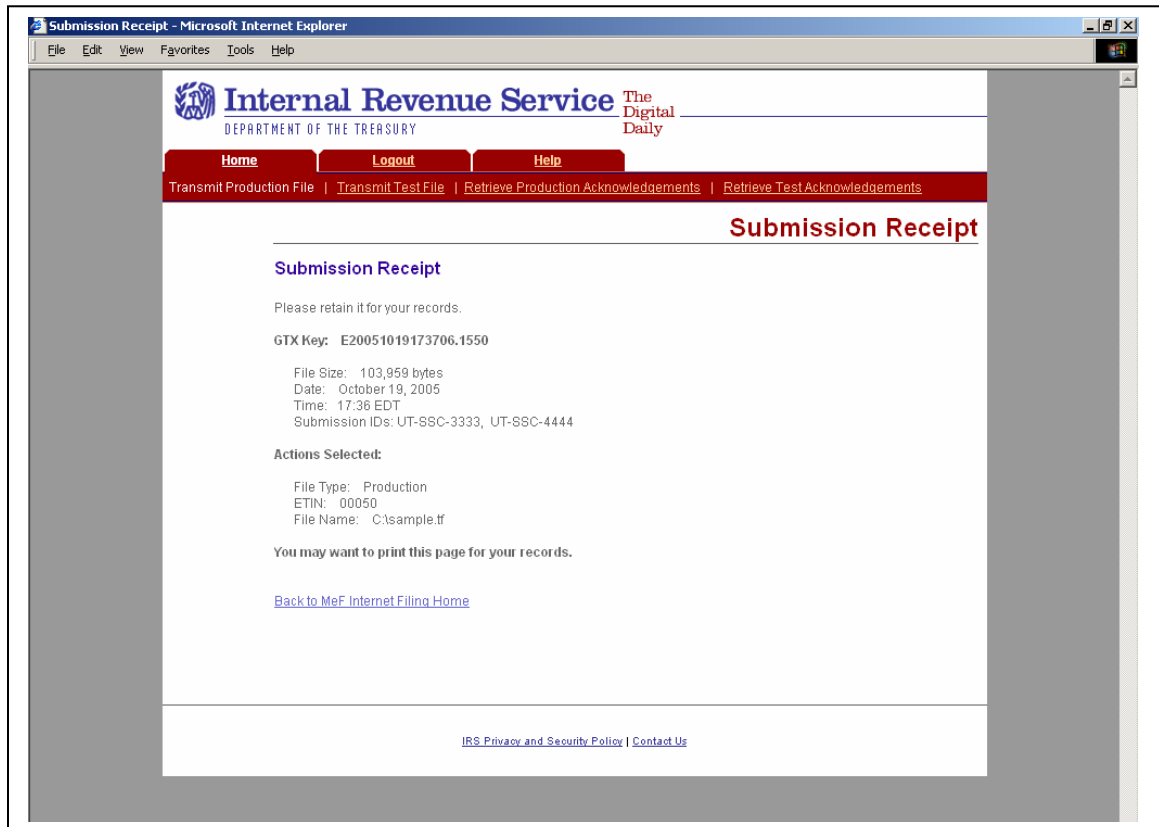 Submission Receipt - Microsoft Internet Explorer
File Edit View Favorites Tools Help
Internal Revenue Service
DEPARTMENT OF THE TREASURY
The
Digital
Daily
Home Logout Help
Transmit Production File | Transmit Test File | Retrieve Production Acknowledgements | Retrieve Test Acknowledgements
Submission Receipt
Submission Receipt
Please retain it for your records.
GTX Key: E20051019173706.1550
File Size: 103,959 bytes
Date: October 19, 2005
Time: 17:36 EDT
Submission IDs: UT-SSC-3333, UT-SSC-4444
Actions Selected:
File Type: Production
ETIN: 00050
File Name: C:\sample.tf
You may want to print this page for your records.
Back to MeF Internet Filing Home
IRS Privacy and Security Policy | Contact Us